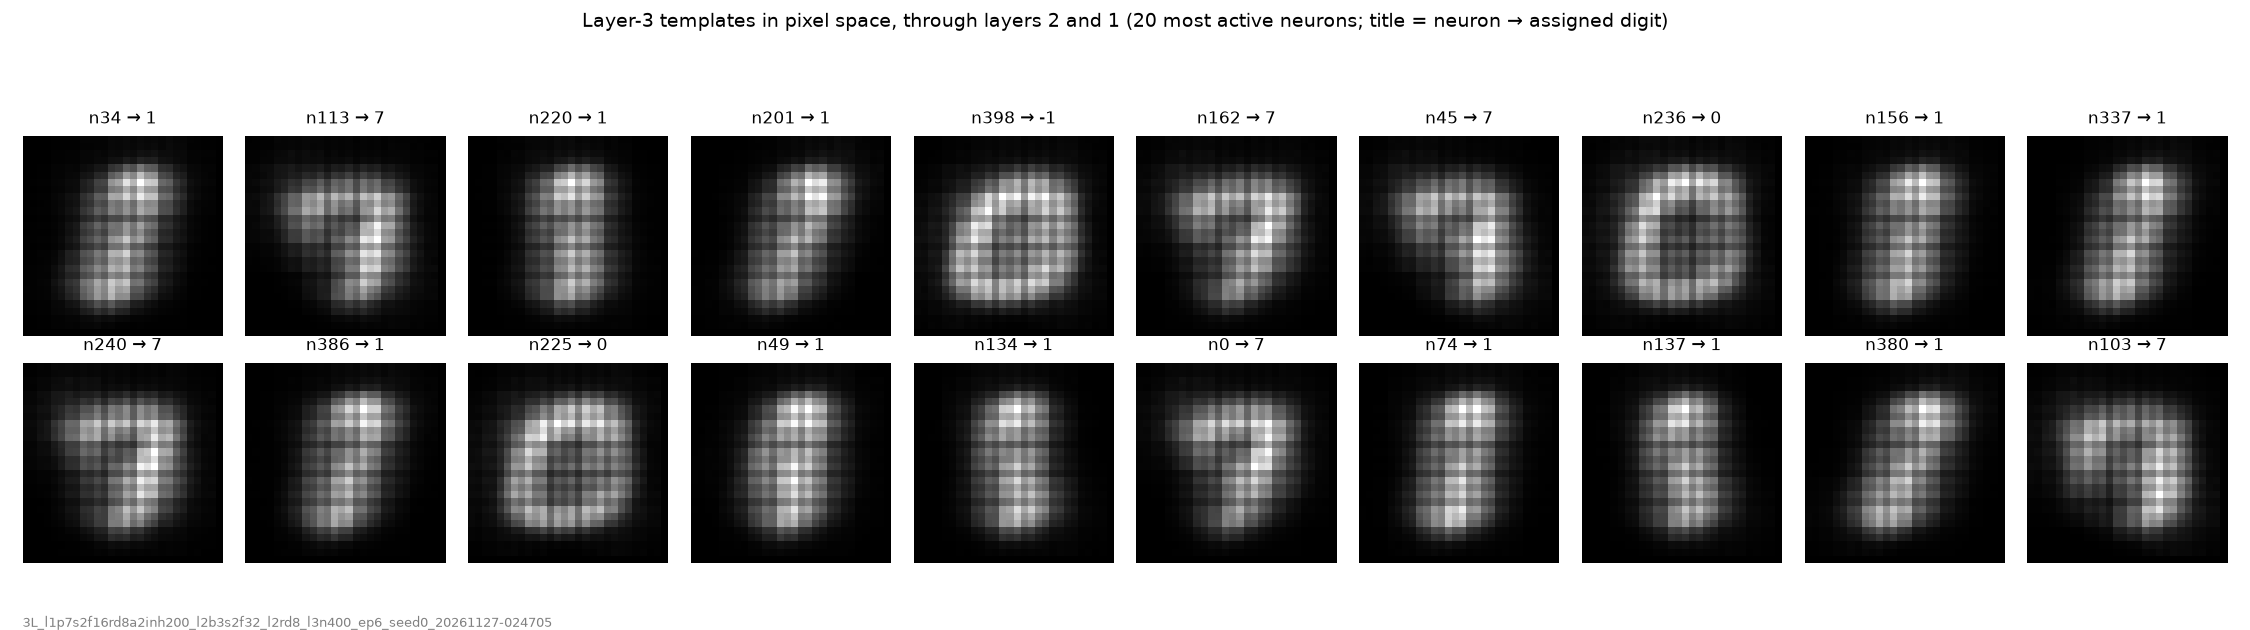 Layer-3 templates in pixel space, through layers 2 and 1 (20 most active neurons; title = neuron → assigned digit)
n34 → 1 n113 → 7 n220 → 1 n201 → 1 n398 → -1 n162 → 7 n45 → 7 n236 → 0 n156 → 1 n337 → 1
n240 → 7 n386 → 1 n225 → 0 n49 → 1 n134 → 1 n0 → 7 n74 → 1 n137 → 1 n380 → 1 n103 → 7
3L_l1p7s2f16rd8a2inh200_l2b3s2f32_l2rd8_l3n400_ep6_seed0_20261127-024705